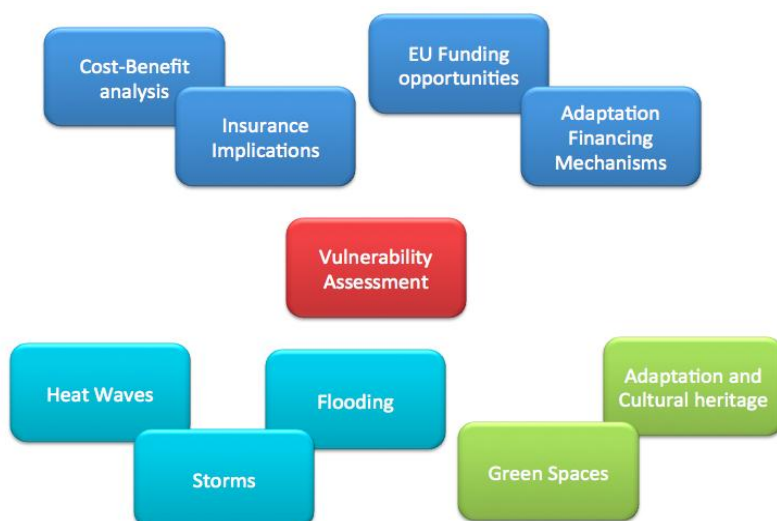 Cost-Benefit
analysis
Insurance
Implications
EU Funding
opportunities
Adaptation
Financing
Mechanisms
Vulnerability
Assessment
Heat Waves
Flooding
Storms
Adaptation and
Cultural heritage
Green Spaces